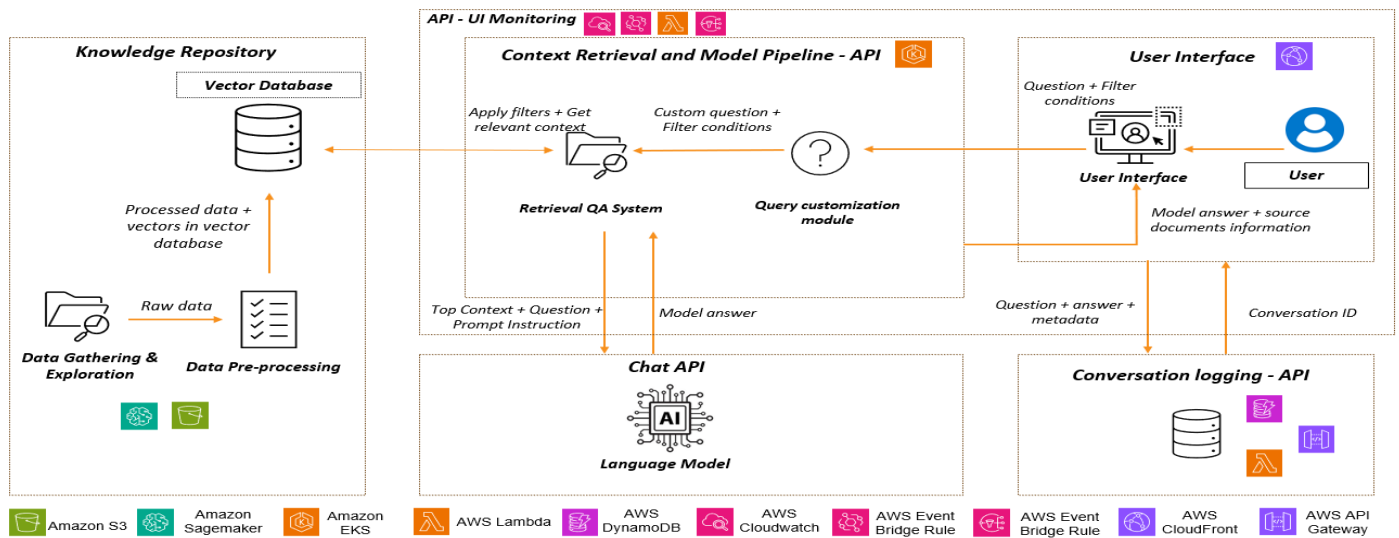 API - UI Monitoring
Knowledge Repository
Vector Database
Processed data +
vectors in vector
database
Raw data
Data Gathering &
Exploration
Data Pre-processing
Context Retrieval and Model Pipeline - API
K
Apply filters + Get
relevant context
Custom question +
Filter conditions
?
Retrieval QA System
Query customization
module
Top Context + Question +
Prompt Instruction
Model answer
User Interface
Question + Filter
conditions
User Interface
User
Model answer + source
documents information
Question + answer +
metadata
Conversation ID
Chat API
AI
Language Model
Conversation logging - API
Amazon S3
Amazon
Sagemaker
K
Amazon
EKS
AWS Lambda
AWS
DynamoDB
AWS
Cloudwatch
AWS Event
Bridge Rule
AWS Event
Bridge Rule
AWS
CloudFront
AWS API
Gateway